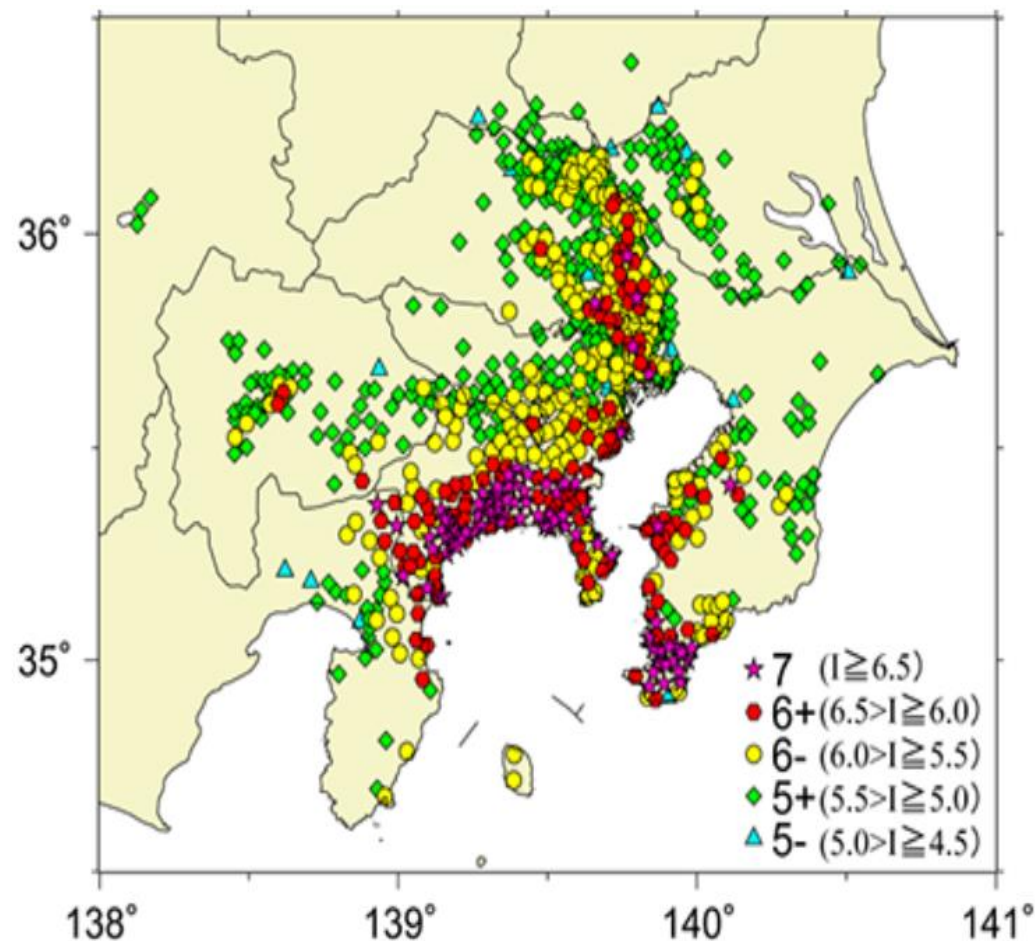 36°
35°
7 (I≧6.5)
6+ (6.5>I≧6.0)
6- (6.0>I≧5.5)
5+ (5.5>I≧5.0)
5- (5.0>I≧4.5)
138° 139° 140° 141°